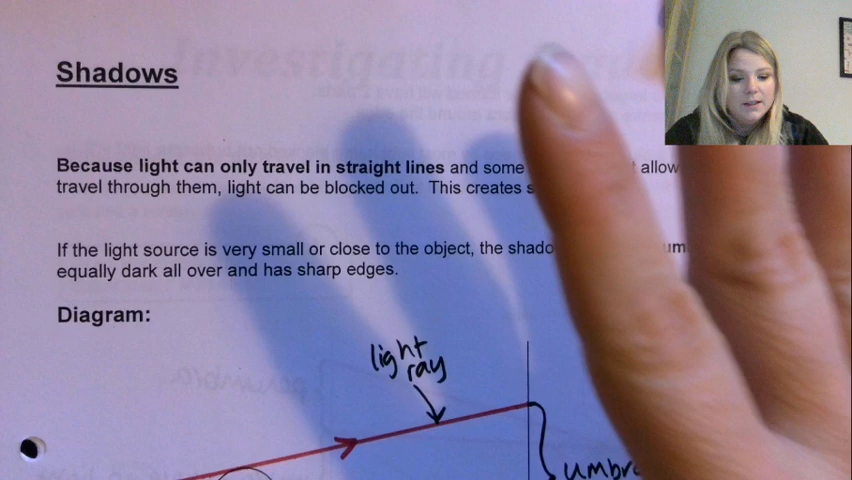 Shadows
Because light can only travel in straight lines and some allow
travel through them, light can be blocked out. This creates
If the light source is very small or close to the object, the
equally dark all over and has sharp edges.
Diagram:
light
ray